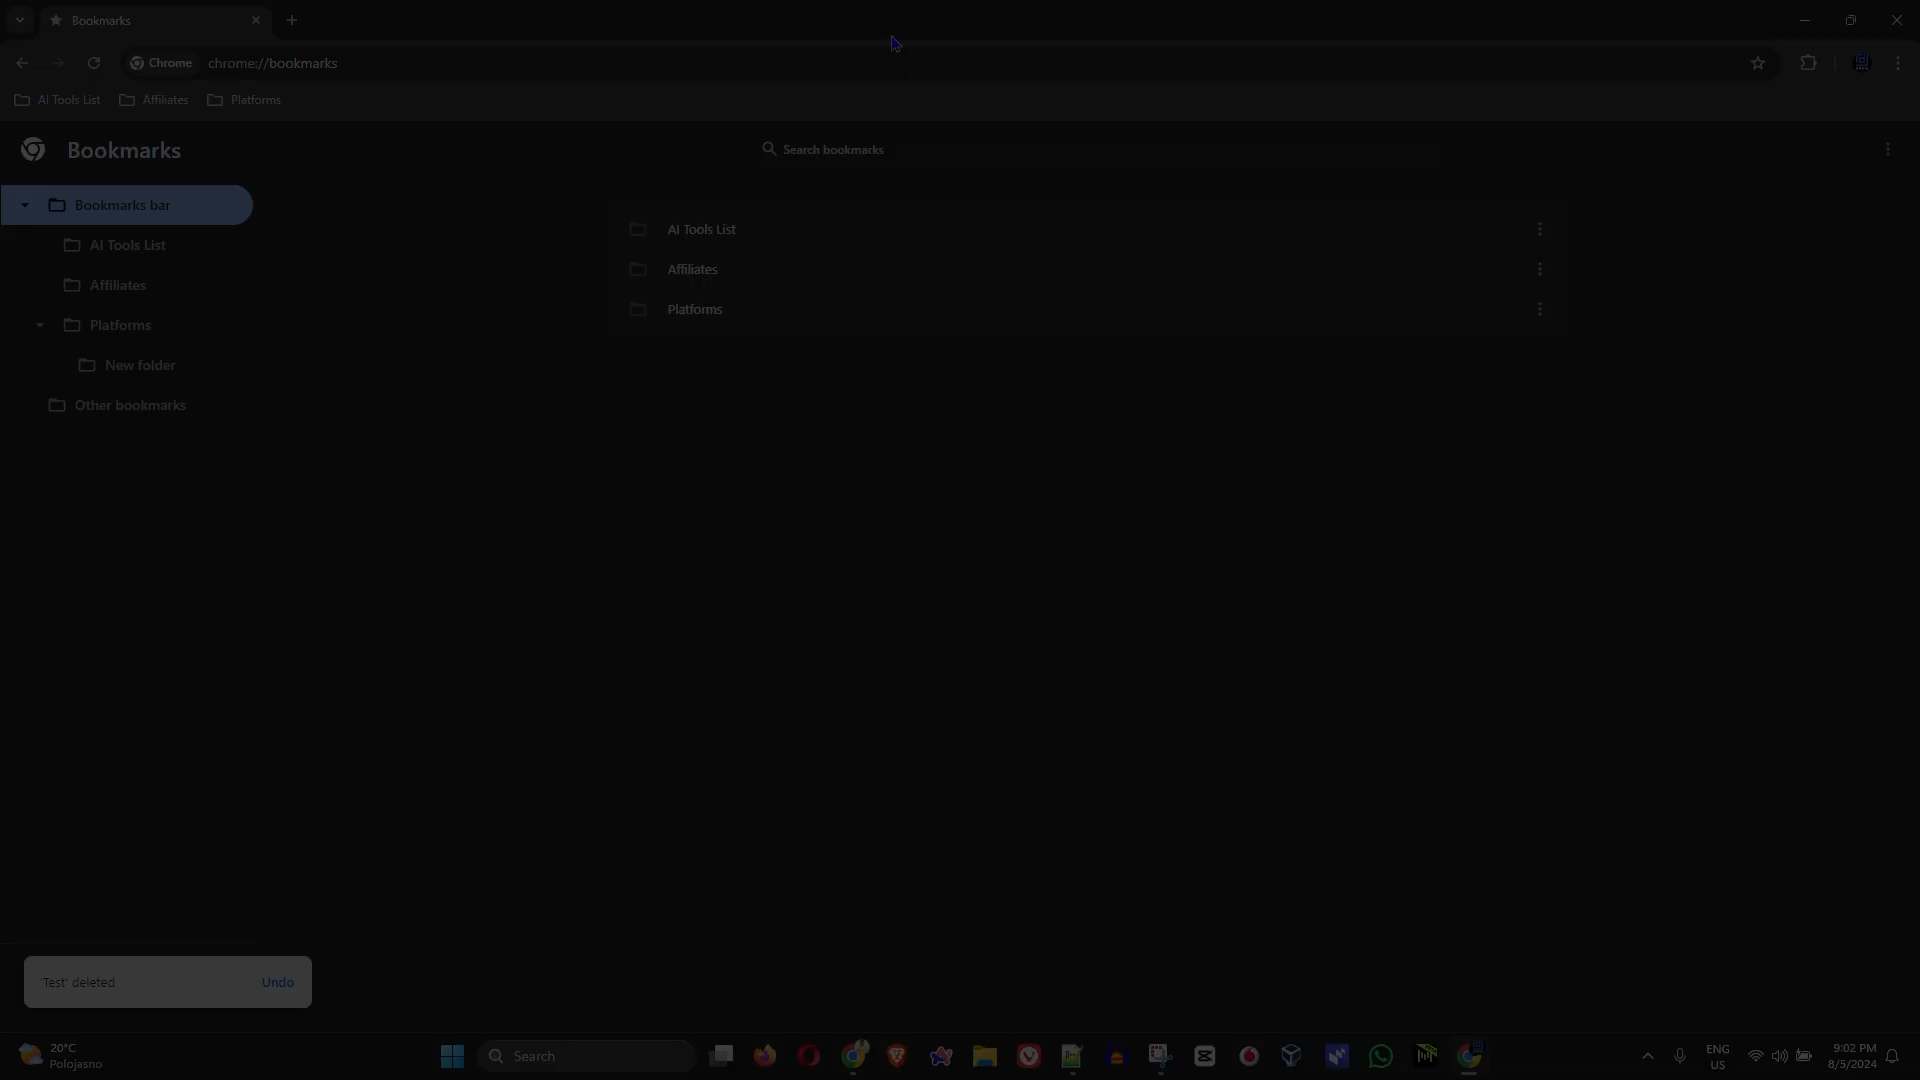 Bookmarks
Chrome
chrome://bookmarks
AI Tools List
Affiliates
Platforms
Bookmarks
Search bookmarks
Bookmarks bar
AI Tools List
Affiliates
Platforms
New folder
Other bookmarks
AI Tools List
Affiliates
Platforms
'Test' deleted
Undo
20°C
Polojasno
Search
ENG
US
9:02 PM
8/5/2024